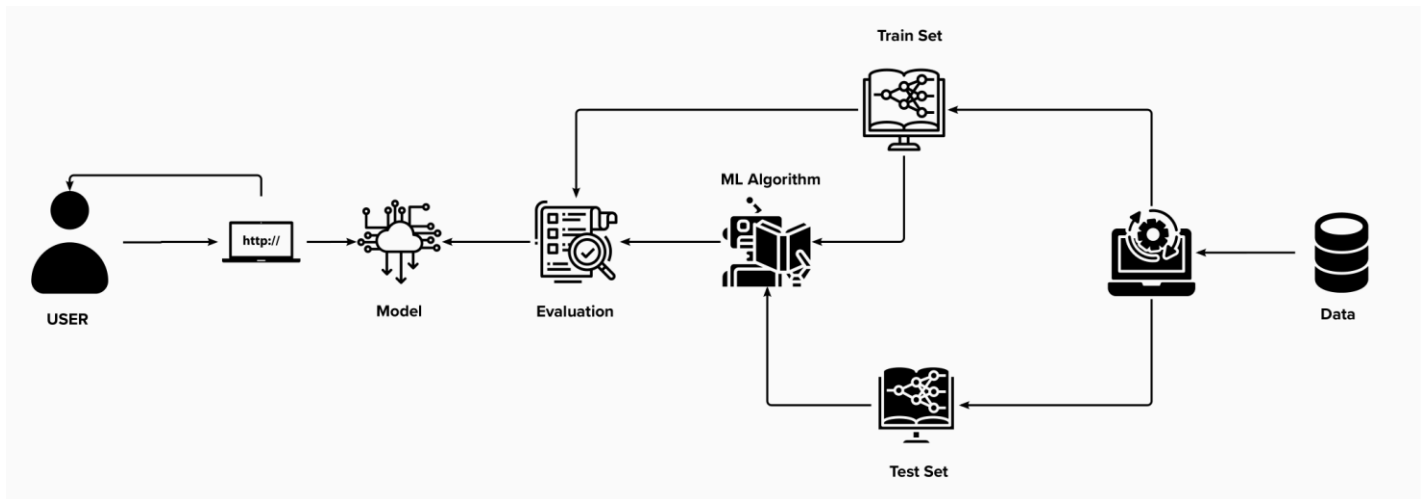 Train Set
ML Algorithm
http://
USER
Model
Evaluation
Data
Test Set